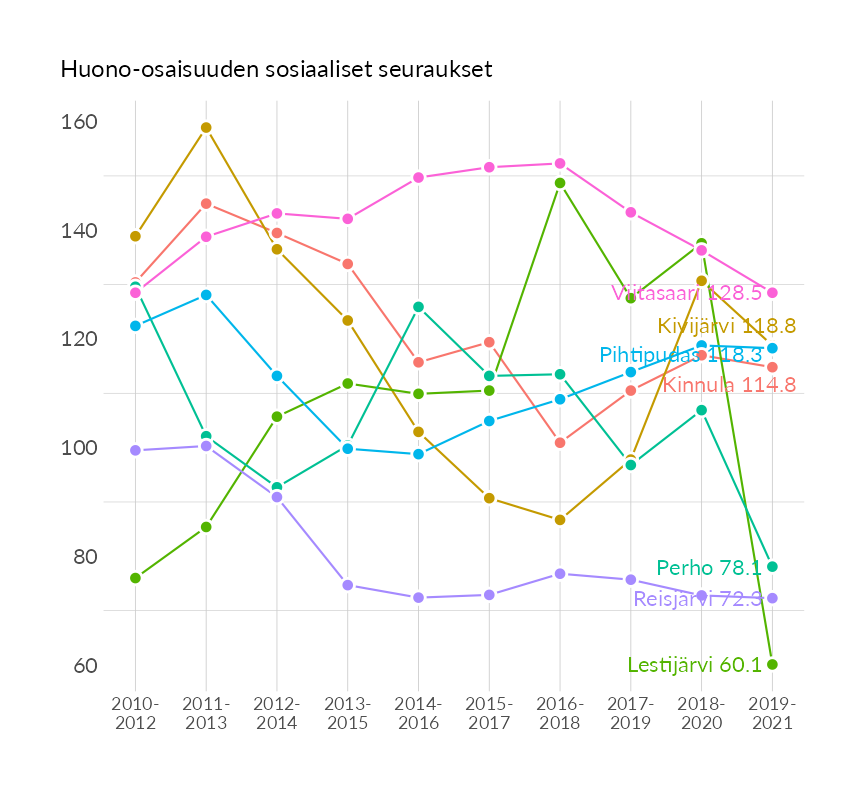 Huono-osaisuuden sosiaaliset seuraukset
160
140
120
100
80
60
Viitasaari 128.5
Kivijärvi 118.8
Pihtipudas 118.3
Kinnula 114.8
Perho 78.1
Reisjärvi 72.3
Lestijärvi 60.1
2010- 2011- 2012- 2013- 2014- 2015- 2016- 2017- 2018- 2019-
2012 2013 2014 2015 2016 2017 2018 2019 2020 2021